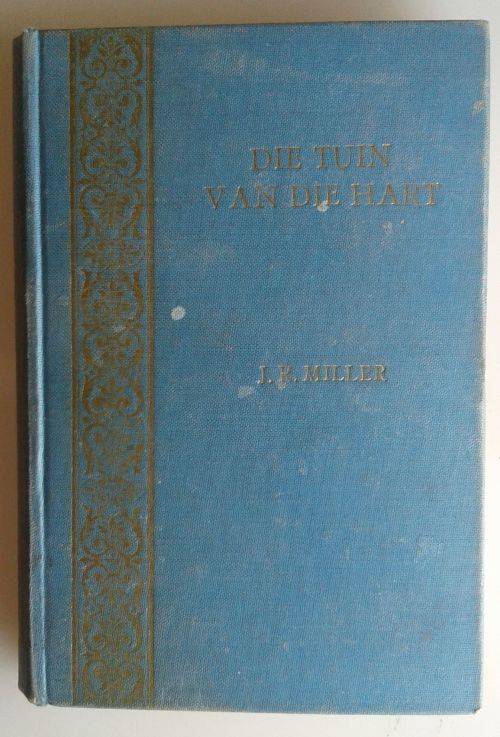 DIE TUIN
VAN DIE HART
J. R. MILLER